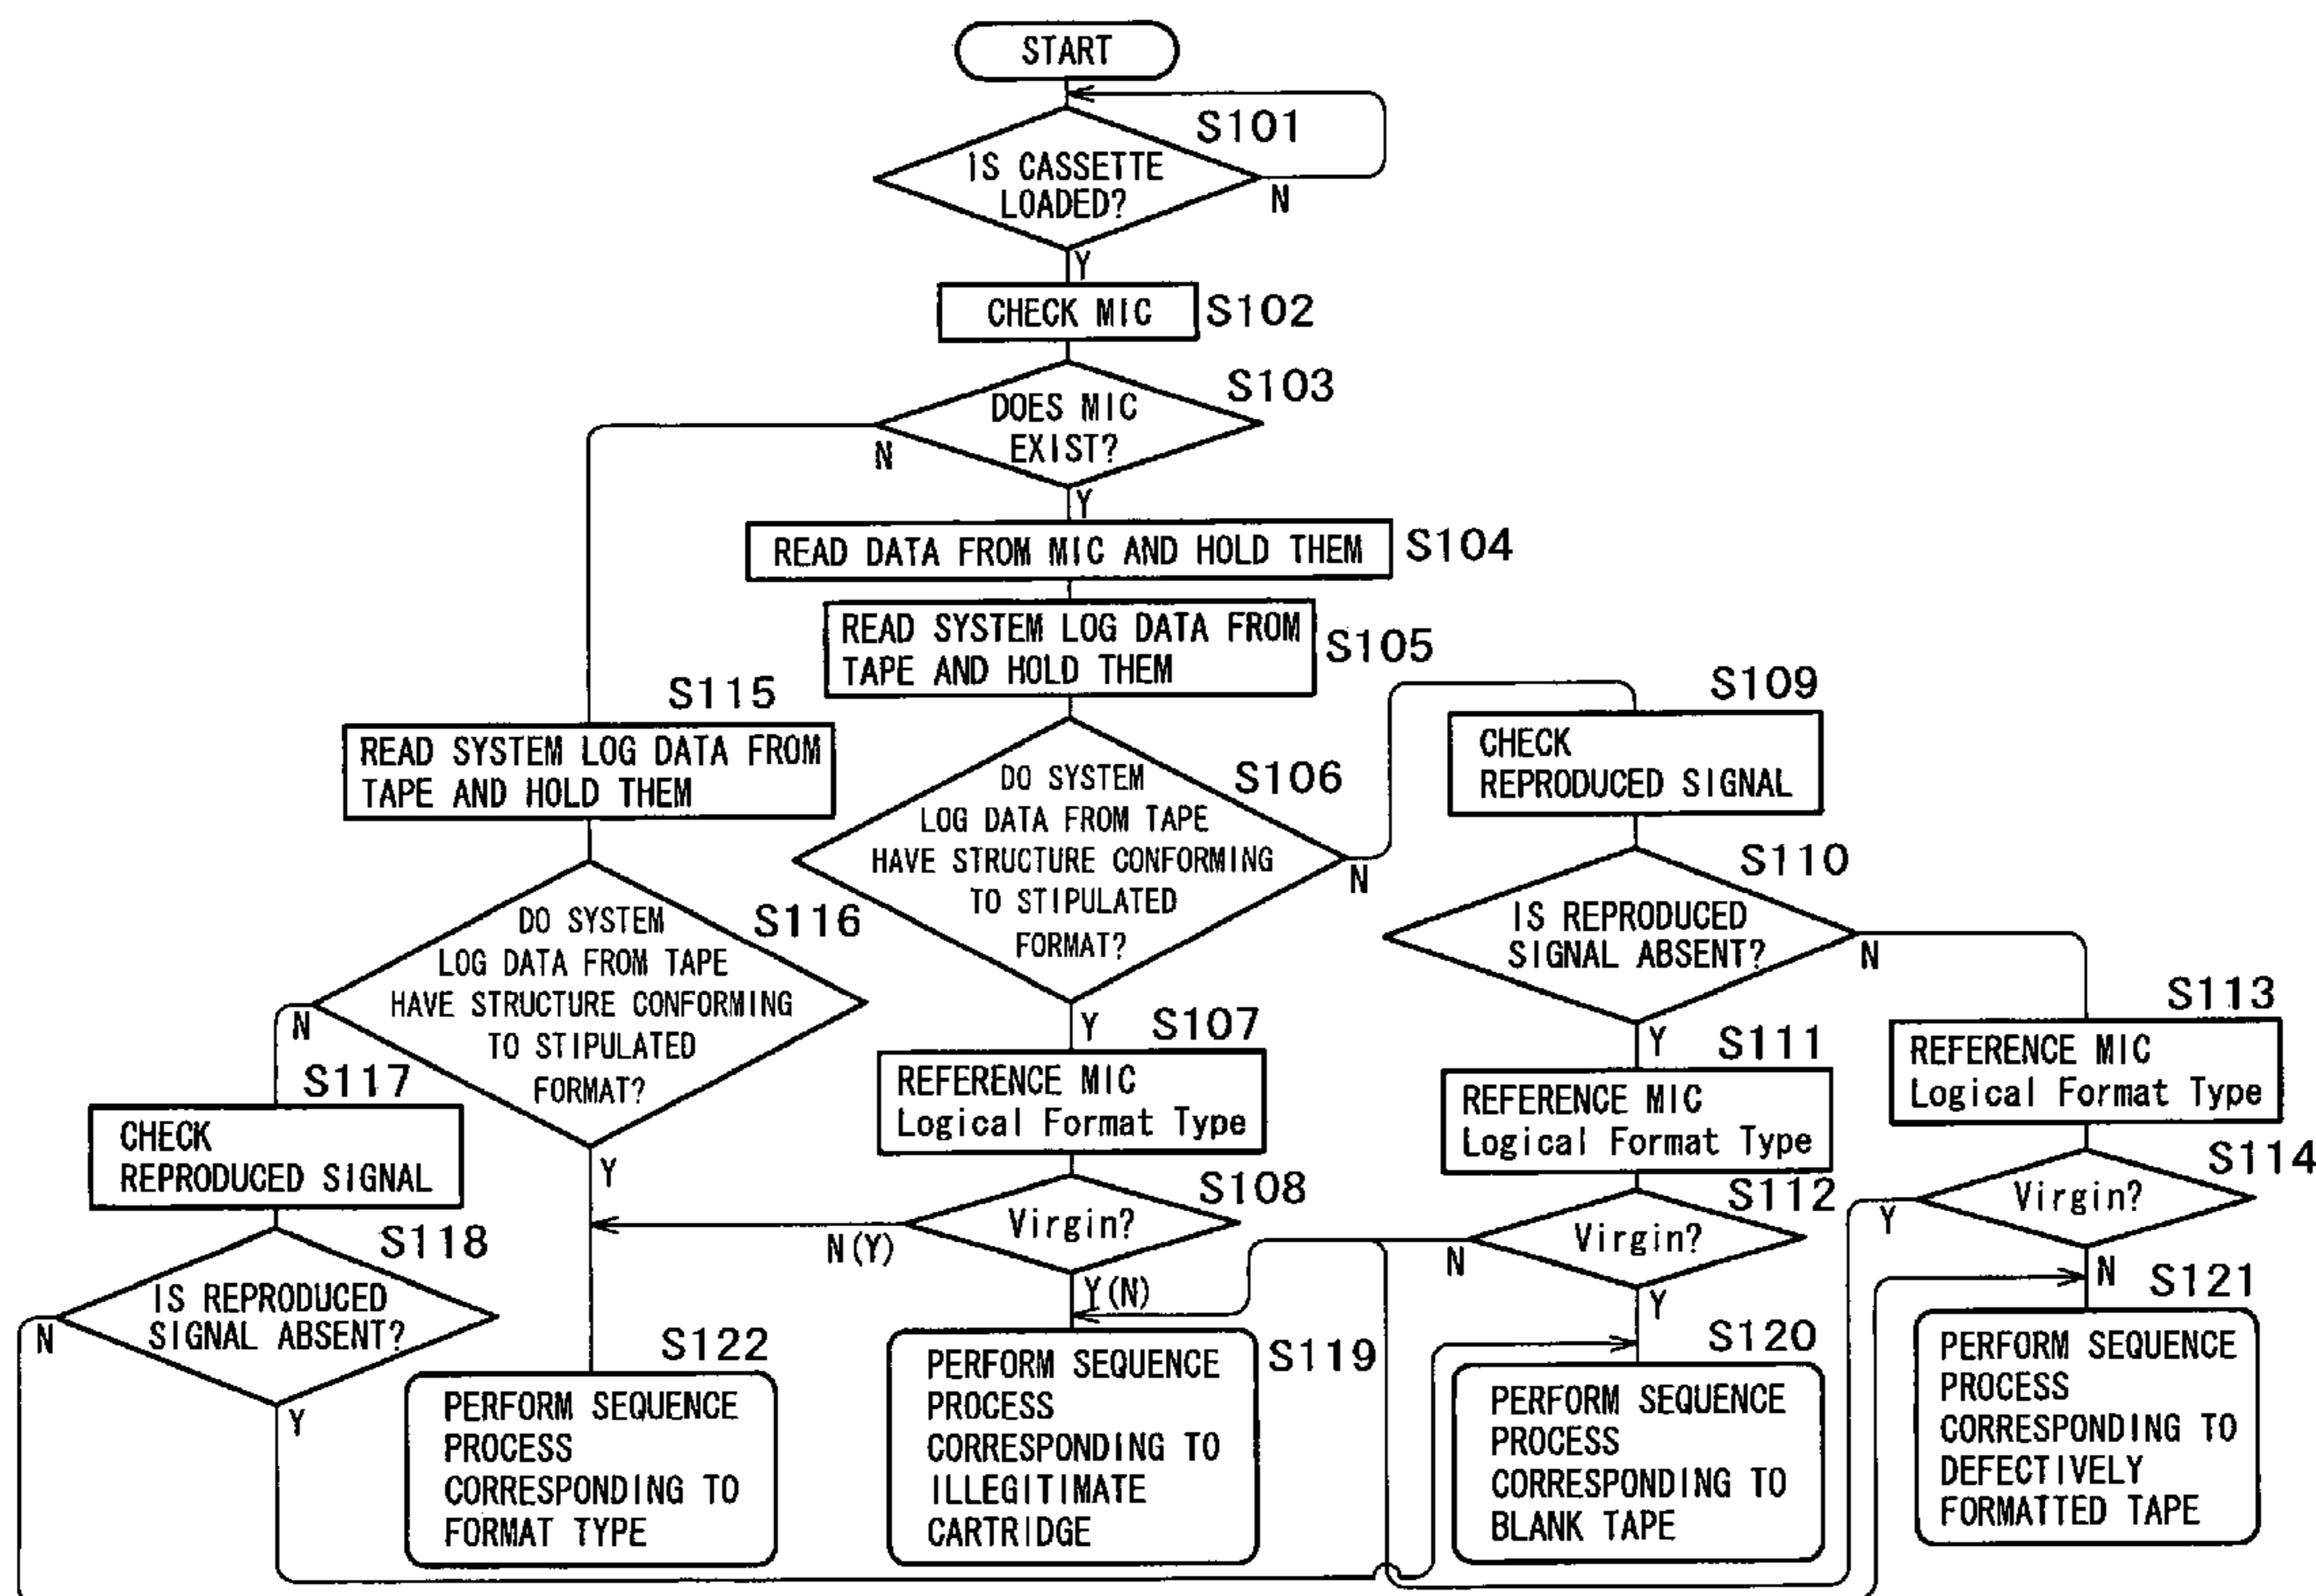 START
S101
IS CASSETTE
LOADED?
N
Y
CHECK MIC
S102
S103
DOES MIC
EXIST?
N
Y
READ DATA FROM MIC AND HOLD THEM
S104
READ SYSTEM LOG DATA FROM
TAPE AND HOLD THEM
S105
S115
READ SYSTEM LOG DATA FROM
TAPE AND HOLD THEM
S106
DO SYSTEM
LOG DATA FROM TAPE
HAVE STRUCTURE CONFORMING
TO STIPULATED
FORMAT?
N
Y
S109
CHECK
REPRODUCED SIGNAL
S110
IS REPRODUCED
SIGNAL ABSENT?
N
Y
S116
DO SYSTEM
LOG DATA FROM TAPE
HAVE STRUCTURE CONFORMING
TO STIPULATED
FORMAT?
N
Y
S107
REFERENCE MIC
Logical Format Type
S111
REFERENCE MIC
Logical Format Type
S113
REFERENCE MIC
Logical Format Type
S117
CHECK
REPRODUCED SIGNAL
S108
Virgin?
N(Y)
Y(N)
S112
Virgin?
N
Y
S114
Virgin?
Y
N
S118
IS REPRODUCED
SIGNAL ABSENT?
N
Y
S122
PERFORM SEQUENCE
PROCESS
CORRESPONDING TO
FORMAT TYPE
S119
PERFORM SEQUENCE
PROCESS
CORRESPONDING TO
ILLEGITIMATE
CARTRIDGE
S120
PERFORM SEQUENCE
PROCESS
CORRESPONDING TO
BLANK TAPE
S121
PERFORM SEQUENCE
PROCESS
CORRESPONDING TO
DEFECTIVELY
FORMATTED TAPE